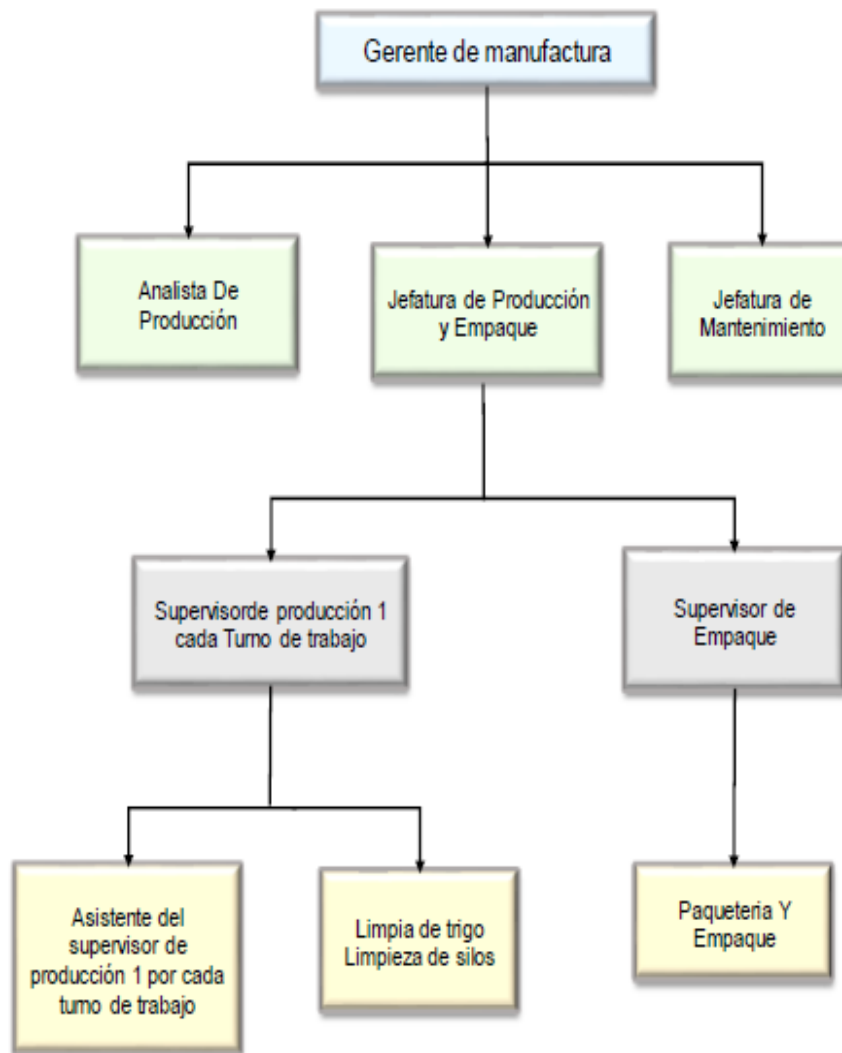 Gerente de manufactura
Analista De
Producción
Jefatura de Producción
y Empaque
Jefatura de
Mantenimiento
Supervisorde producción 1
cada Turno de trabajo
Supervisor de
Empaque
Asistente del
supervisor de
producción 1 por cada
turno de trabajo
Limpia de trigo
Limpieza de silos
Paqueteria Y
Empaque